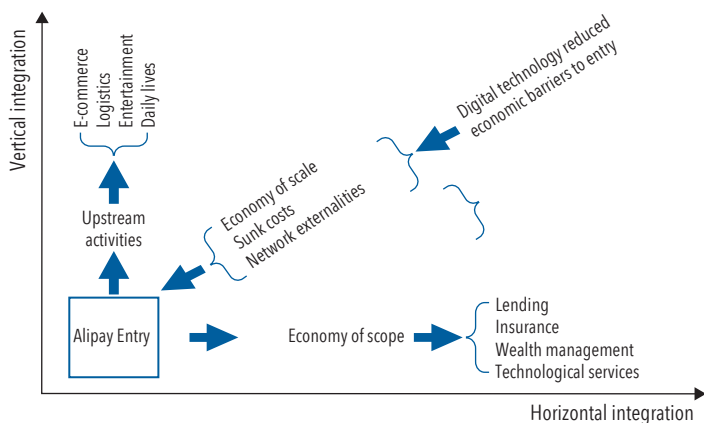 Vertical integration
E-commerce
Logistics
Entertainment
Daily lives
Upstream
activities
Alipay Entry
Economy of scale
Sunk costs
Network externalities
Digital technology reduced
economic barriers to entry
Economy of scope
Lending
Insurance
Wealth management
Technological services
Horizontal integration